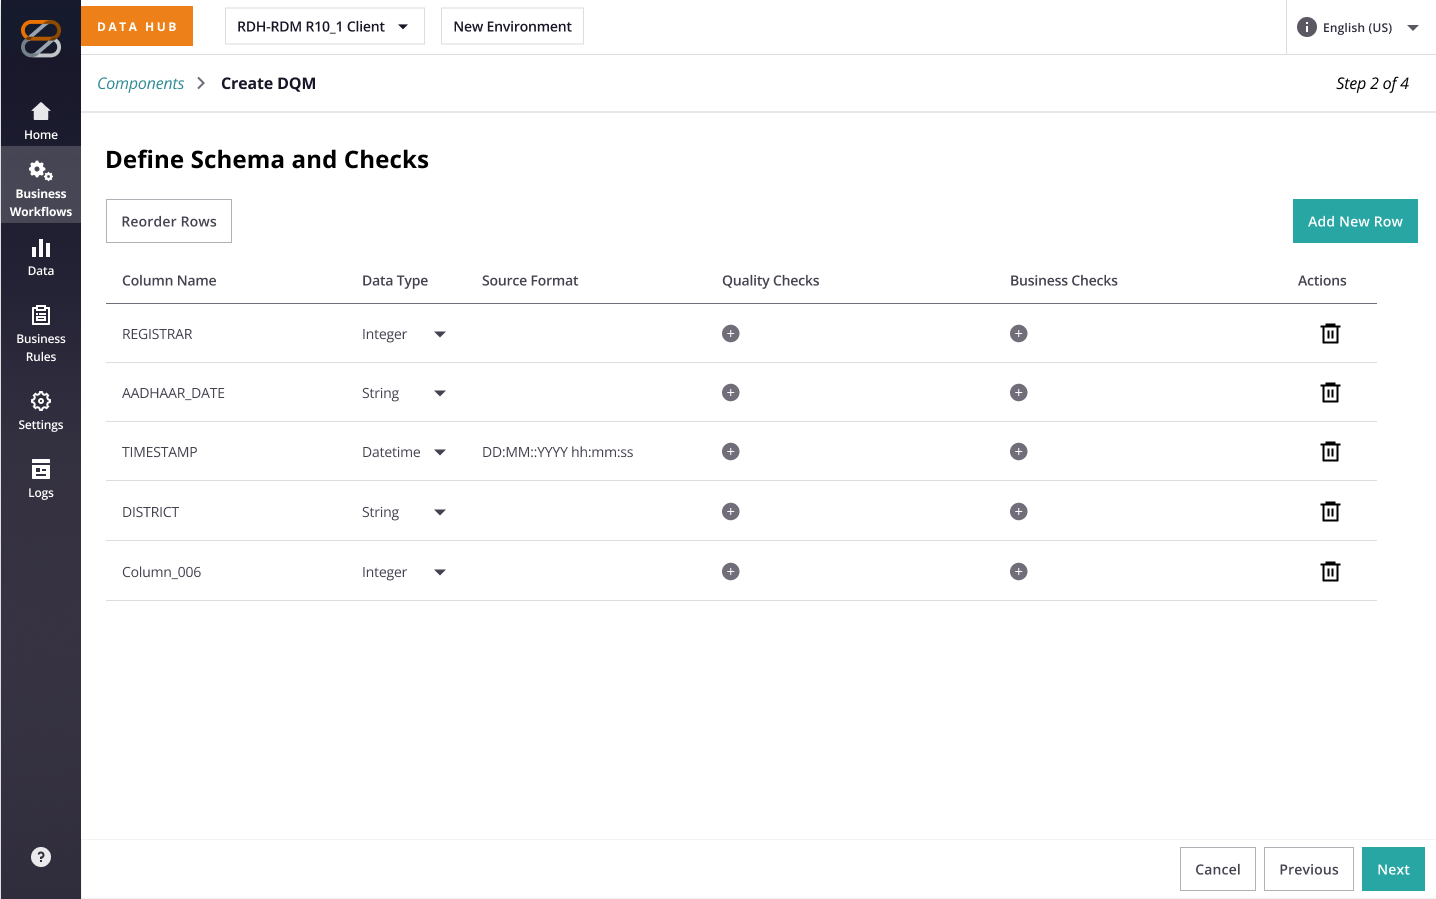 DATA HUB
RDH-RDM R10_1 Client
New Environment
English (US)
Components
Create DQM
Step 2 of 4
Home
Business
Workflows
Data
Business
Rules
Settings
Logs
Define Schema and Checks
Reorder Rows
Add New Row
Column Name Data Type Source Format Quality Checks Business Checks Actions
REGISTRAR Integer
AADHAAR_DATE String
TIMESTAMP Datetime DD:MM::YYYY hh:mm:ss
DISTRICT String
Column_006 Integer
Cancel
Previous
Next